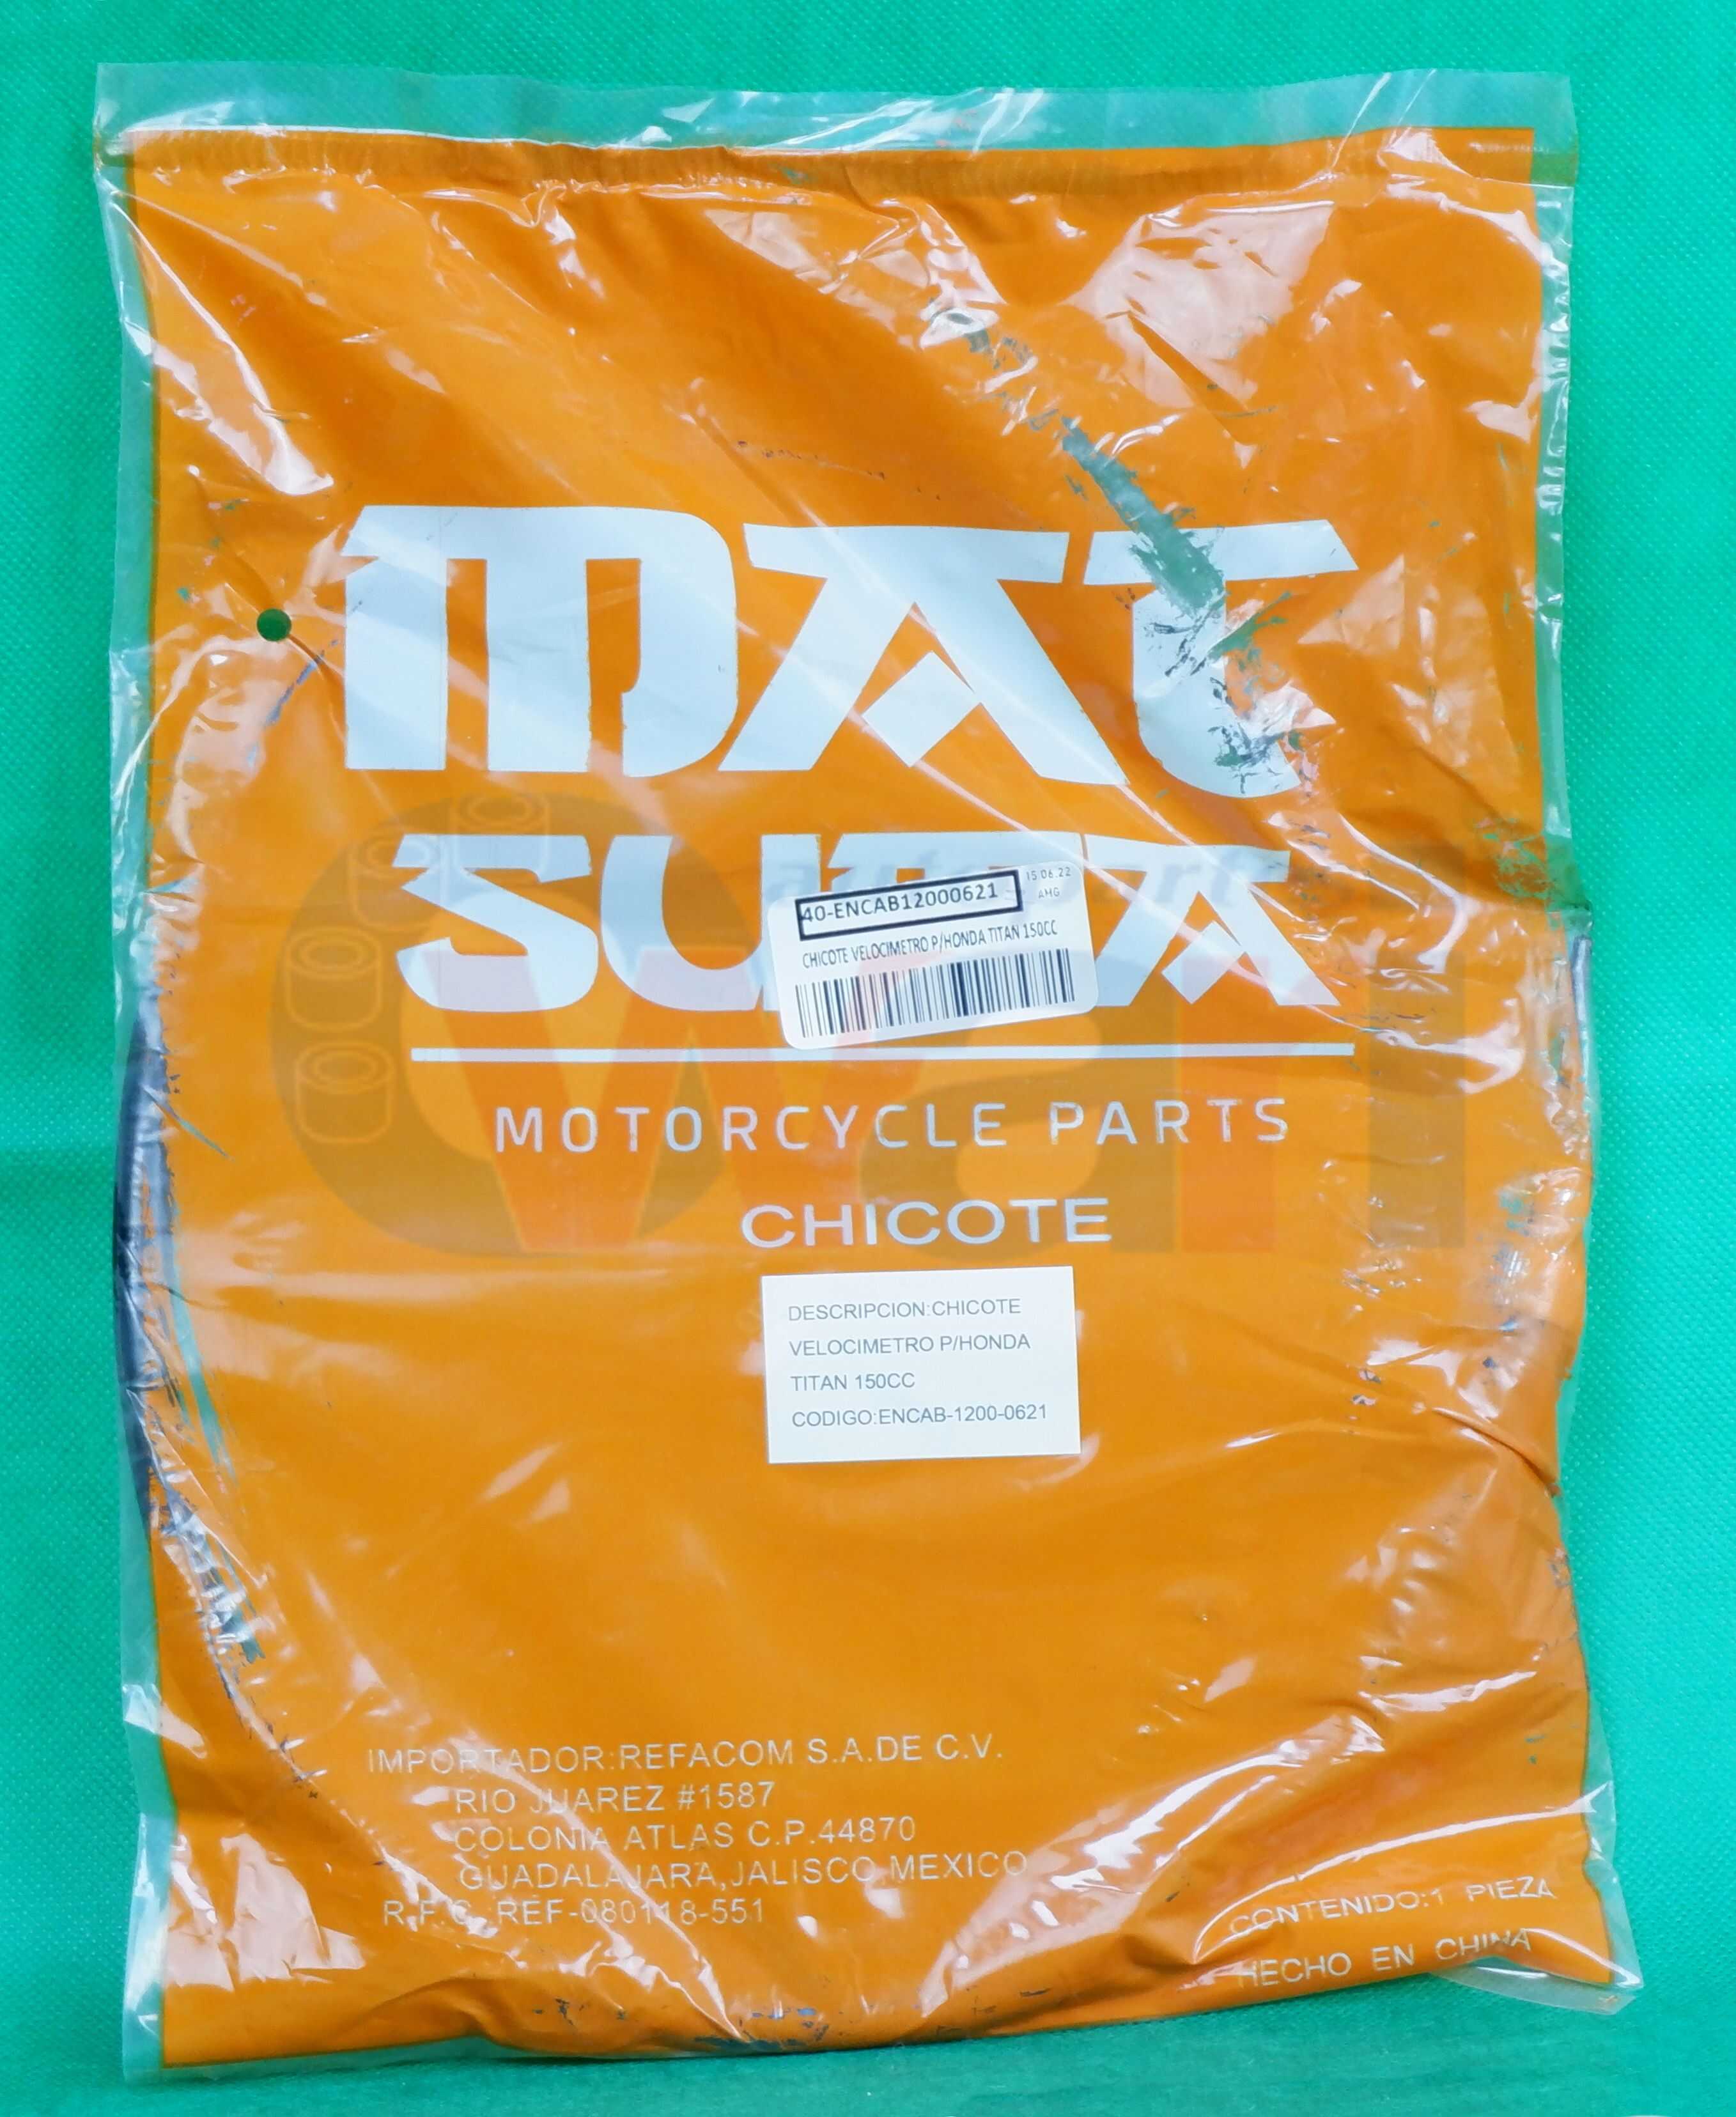 MAT
SU
40-ENCAB12000621
15.06.22
AMG
CHICOTE VELOCIMETRO P/HONDA TITAN 150CC
MOTORCYCLE PARTS
CHICOTE
DESCRIPCION:CHICOTE
VELOCIMETRO P/HONDA
TITAN 150CC
CODIGO:ENCAB-1200-0621
IMPORTADOR:REFACOM S.A.DE C.V.
RIO JUAREZ #1587
COLONIA ATLAS C.P.44870
GUADALAJARA,JALISCO,MEXICO
R.F.C. REF-080118-551
CONTENIDO:1 PIEZA
HECHO EN CHINA